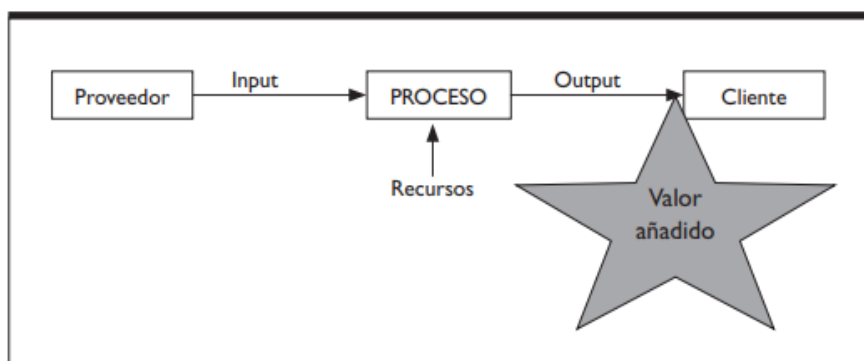 Proveedor
Input
PROCESO
Output
Cliente
Recursos
Valor
añadido